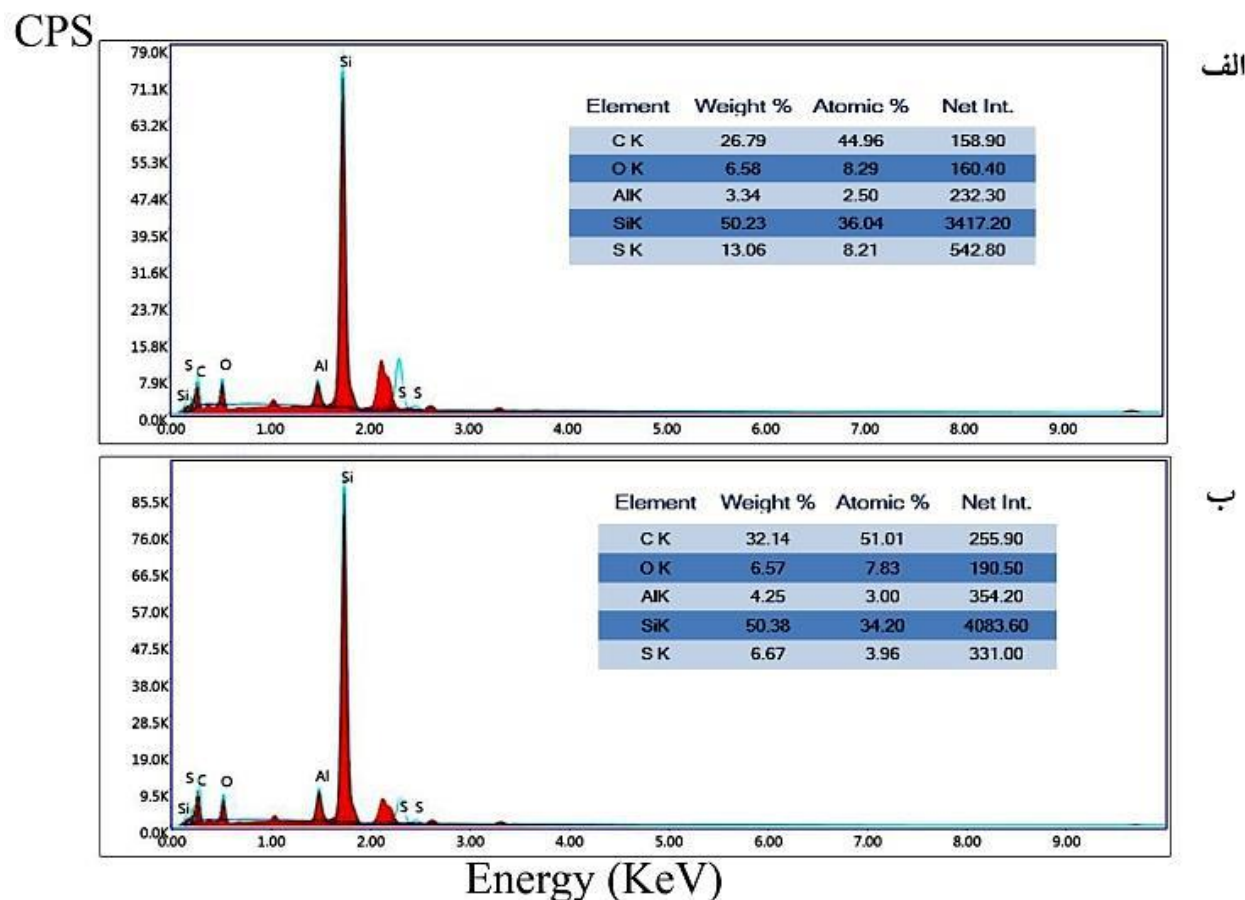 CPS
الف
79.0K
71.1K
63.2K
55.3K
47.4K
39.5K
31.6K
23.7K
15.8K
7.9K
0.0K
Si
S
C
O
Si
Al
S
S
0.00 1.00 2.00 3.00 4.00 5.00 6.00 7.00 8.00 9.00
Element Weight % Atomic % Net Int.
C K 26.79 44.96 158.90
O K 6.58 8.29 160.40
AlK 3.34 2.50 232.30
SiK 50.23 36.04 3417.20
S K 13.06 8.21 542.80
ب
85.5K
76.0K
66.5K
57.0K
47.5K
38.0K
28.5K
19.0K
9.5K
0.0K
Si
S
C
O
Si
Al
S
S
0.00 1.00 2.00 3.00 4.00 5.00 6.00 7.00 8.00 9.00
Element Weight % Atomic % Net Int.
C K 32.14 51.01 255.90
O K 6.57 7.83 190.50
AlK 4.25 3.00 354.20
SiK 50.38 34.20 4083.60
S K 6.67 3.96 331.00
Energy (KeV)